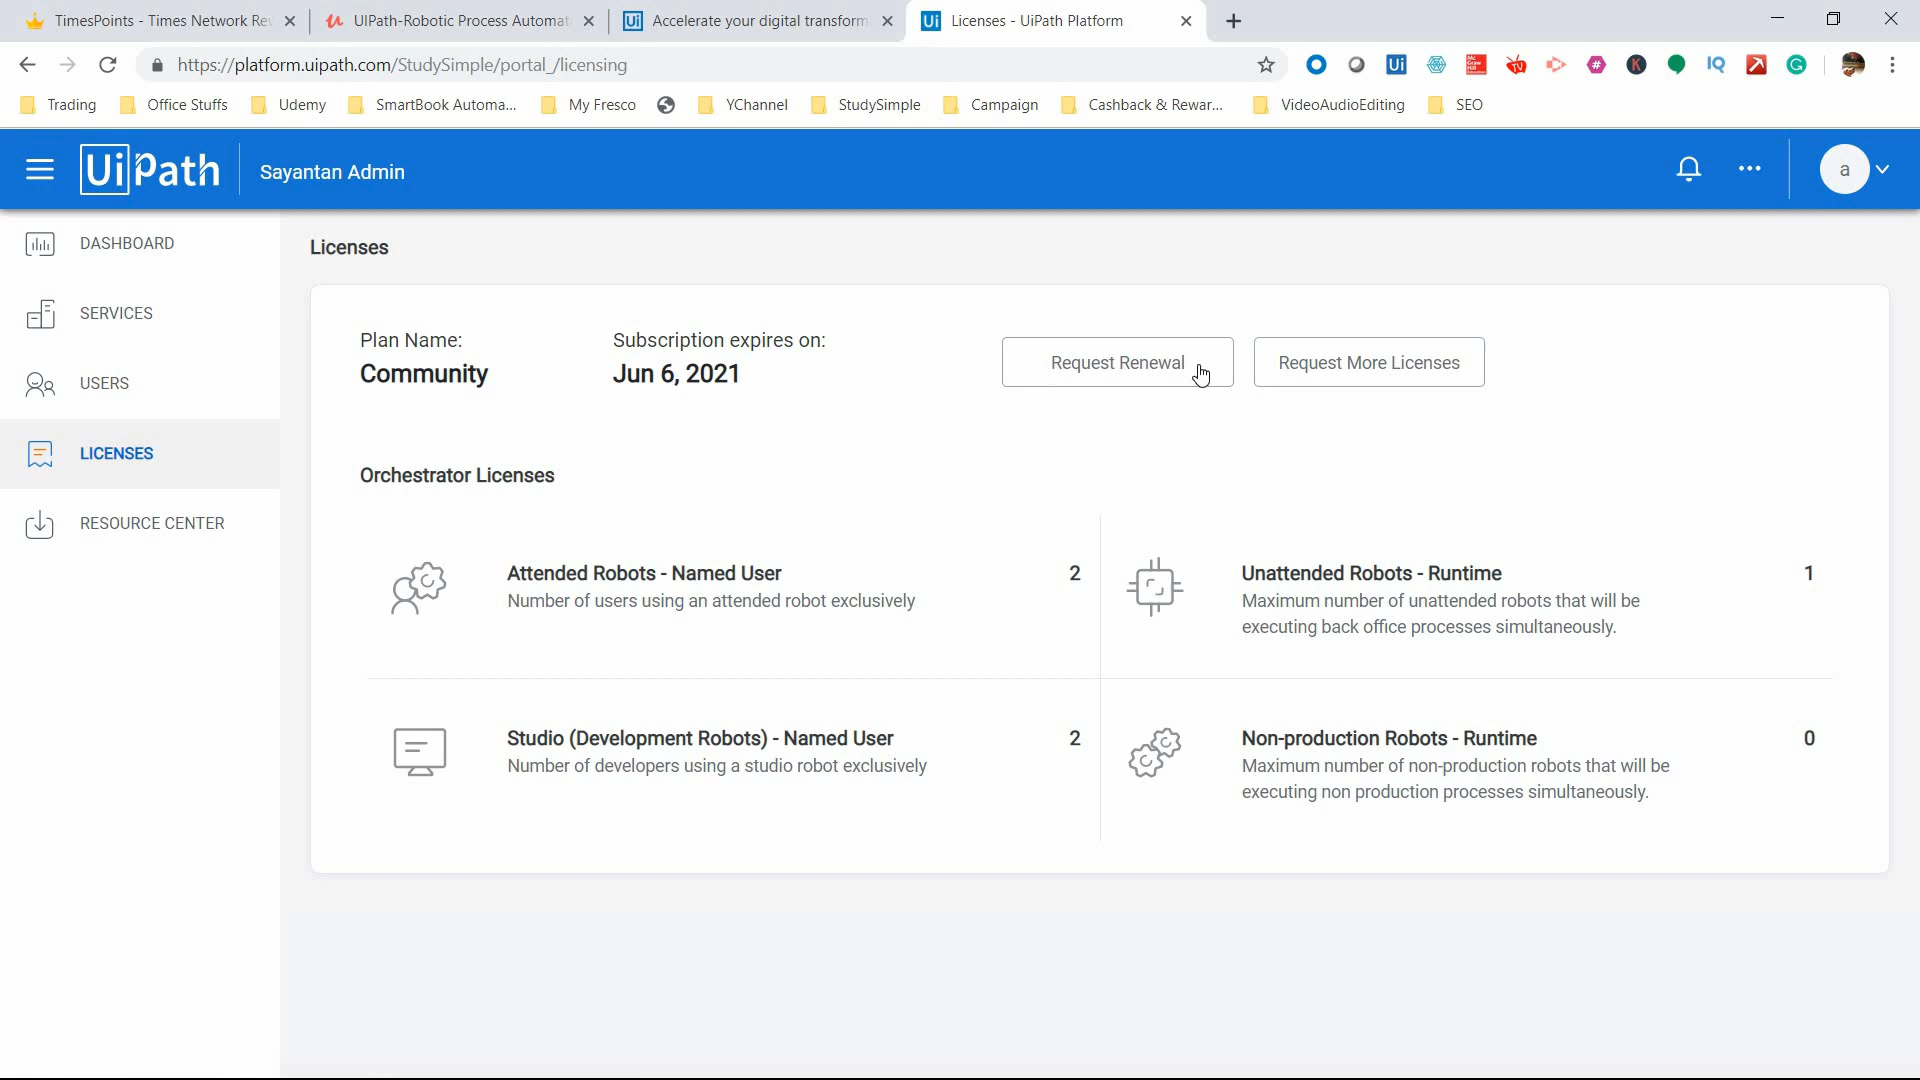 TimesPoints - Times Network Re
UIPath-Robotic Process Automat
Ui
Accelerate your digital transform
Ui
Licenses - UiPath Platform
https://platform.uipath.com/StudySimple/portal_/licensing
Ui
TV
#
K
IQ
G
Trading
Office Stuffs
Udemy
SmartBook Automa...
My Fresco
YChannel
StudySimple
Campaign
Cashback & Rewar...
VideoAudioEditing
SEO
UiPath
Sayantan Admin
a
DASHBOARD
SERVICES
USERS
LICENSES
RESOURCE CENTER
Licenses
Plan Name:
Community
Subscription expires on:
Jun 6, 2021
Request Renewal
Request More Licenses
Orchestrator Licenses
Attended Robots - Named User
2
Number of users using an attended robot exclusively
Unattended Robots - Runtime
1
Maximum number of unattended robots that will be
executing back office processes simultaneously.
Studio (Development Robots) - Named User
2
Number of developers using a studio robot exclusively
Non-production Robots - Runtime
0
Maximum number of non-production robots that will be
executing non production processes simultaneously.